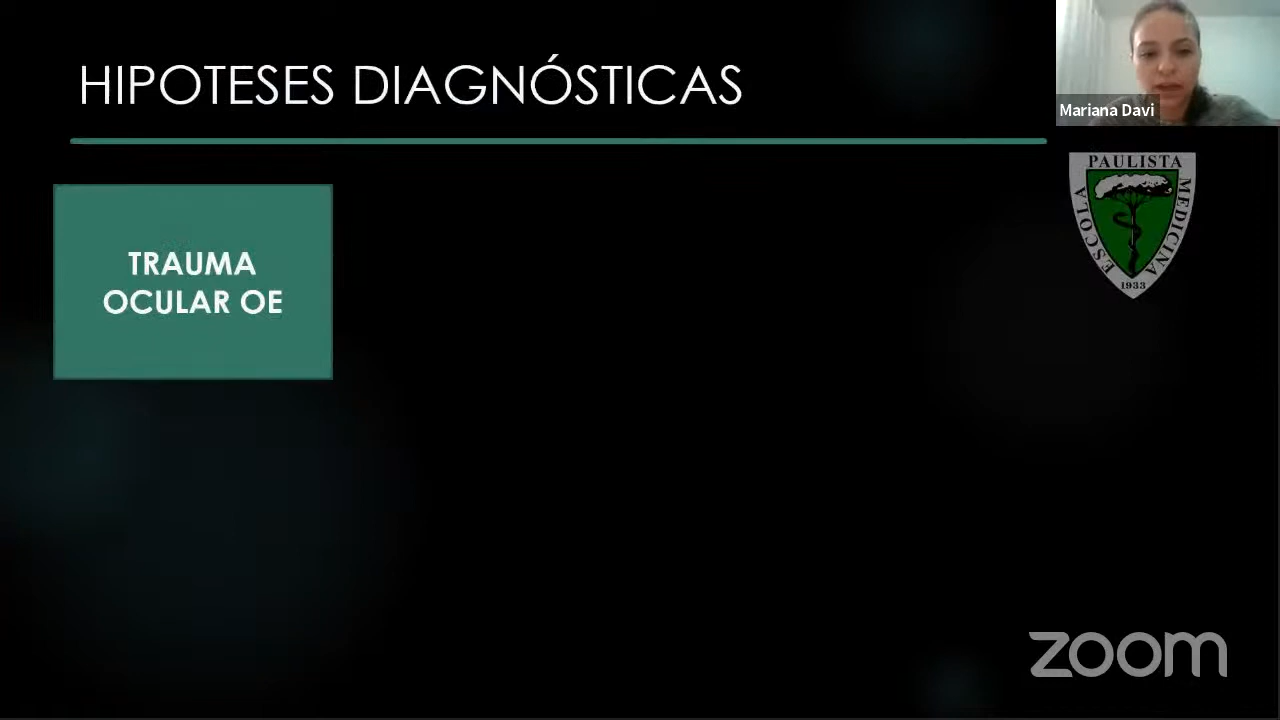 HIPOTESES DIAGNÓSTICAS
Mariana Davi
TRAUMA
OCULAR OE
ESCOLA PAULISTA MEDICINA
1933
zoom